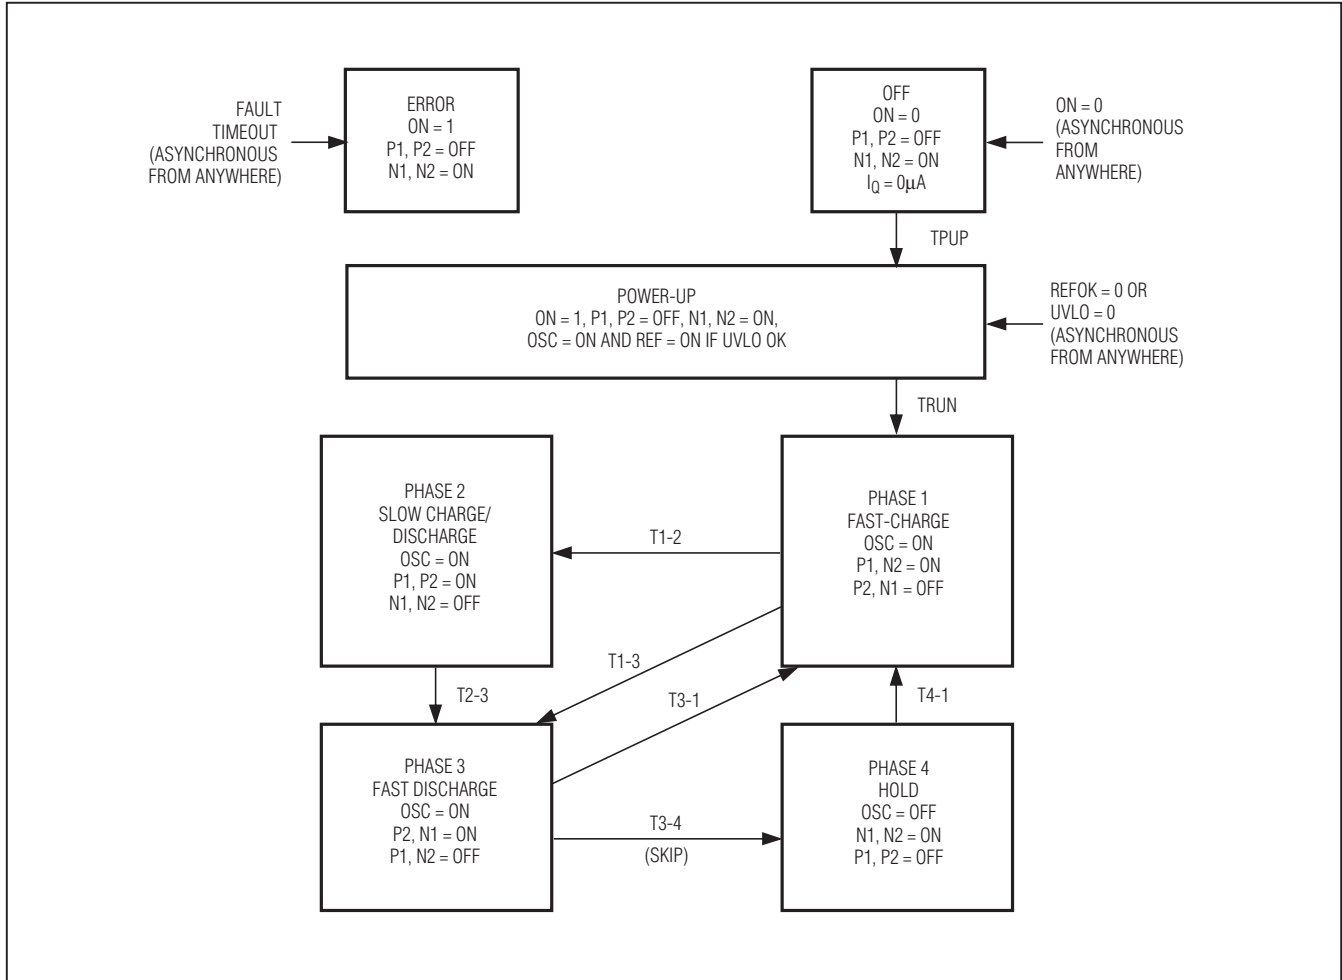 FAULT
TIMEOUT
(ASYNCHRONOUS
FROM ANYWHERE)
ERROR
ON = 1
P1, P2 = OFF
N1, N2 = ON
OFF
ON = 0
P1, P2 = OFF
N1, N2 = ON
IQ = 0μA
ON = 0
(ASYNCHRONOUS
FROM
ANYWHERE)
TPUP
POWER-UP
ON = 1, P1, P2 = OFF, N1, N2 = ON,
OSC = ON AND REF = ON IF UVLO OK
REFOK = 0 OR
UVLO = 0
(ASYNCHRONOUS
FROM ANYWHERE)
TRUN
PHASE 2
SLOW CHARGE/
DISCHARGE
OSC = ON
P1, P2 = ON
N1, N2 = OFF
T1-2
PHASE 1
FAST-CHARGE
OSC = ON
P1, N2 = ON
P2, N1 = OFF
T1-3
T2-3
T3-1
T4-1
PHASE 3
FAST DISCHARGE
OSC = ON
P2, N1 = ON
P1, N2 = OFF
T3-4
(SKIP)
PHASE 4
HOLD
OSC = OFF
N1, N2 = ON
P1, P2 = OFF